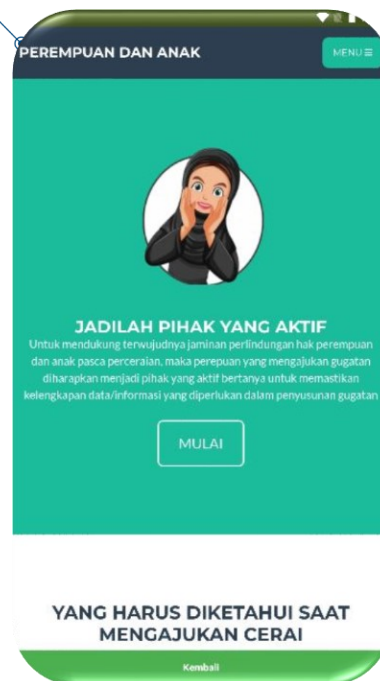 PEREMPUAN DAN ANAK
MENU ☰
JADILAH PIHAK YANG AKTIF
Untuk mendukung terwujudnya jaminan perlindungan hak perempuan
dan anak pasca perceraian, maka perepuan yang mengajukan gugatan
diharapkan menjadi pihak yang aktif bertanya untuk memastikan
kelengkapan data/informasi yang diperlukan dalam penyusunan gugatan
MULAI
YANG HARUS DIKETAHUI SAAT
MENGAJUKAN CERAI
Kembali